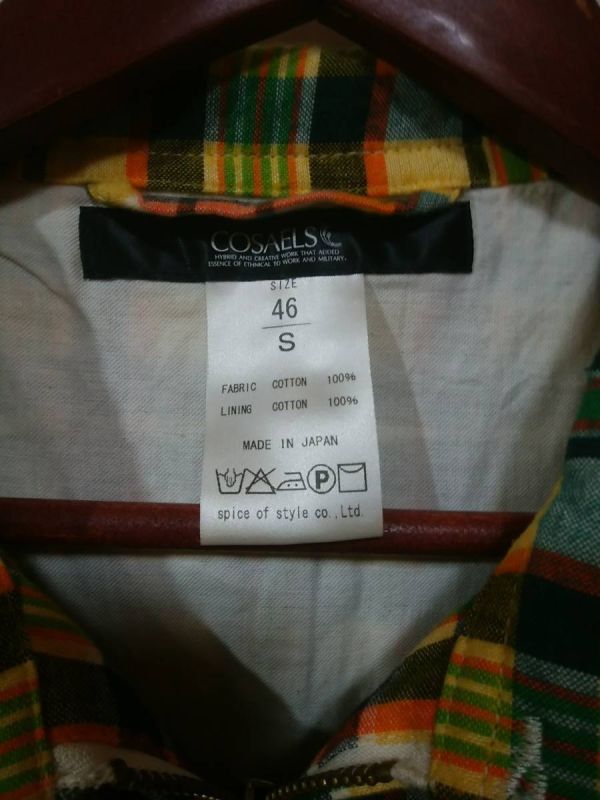 COSAELS
HYBRID AND CREATIVE WORK THAT ADDED
ESSENCE OF ETHNICAL TO WORK AND MILITARY.
SIZE
46
S
FABRIC COTTON 100%
LINING COTTON 100%
MADE IN JAPAN
P
spice of style co.,Ltd.